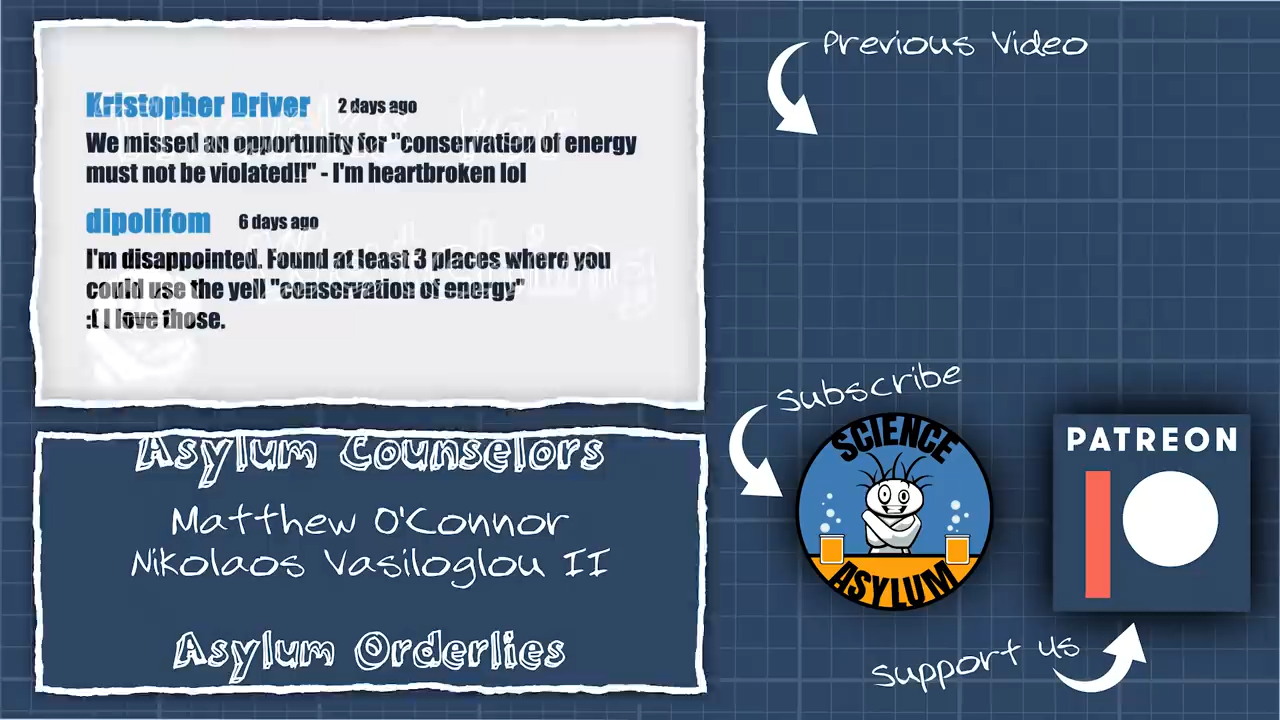 Kristopher Driver 2 days ago
We missed an opportunity for "conservation of energy
must not be violated!!" - I'm heartbroken lol
dipolifom 6 days ago
I'm disappointed. Found at least 3 places where you
could use the yell "conservation of energy"
:( I love those.
Thanks for
Watching
Asylum Counselors
Matthew O'Connor
Nikolaos Vasiloglou II
Asylum Orderlies
Previous Video
Subscribe
SCIENCE
ASYLUM
PATREON
Support us